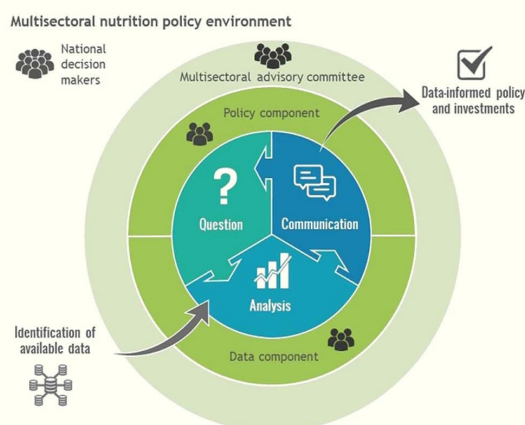 Multisectoral nutrition policy environment
National
decision
makers
Multisectoral advisory committee
Data-informed policy
and investments
Policy component
?
Question
Communication
Analysis
Identification of
available data
Data component